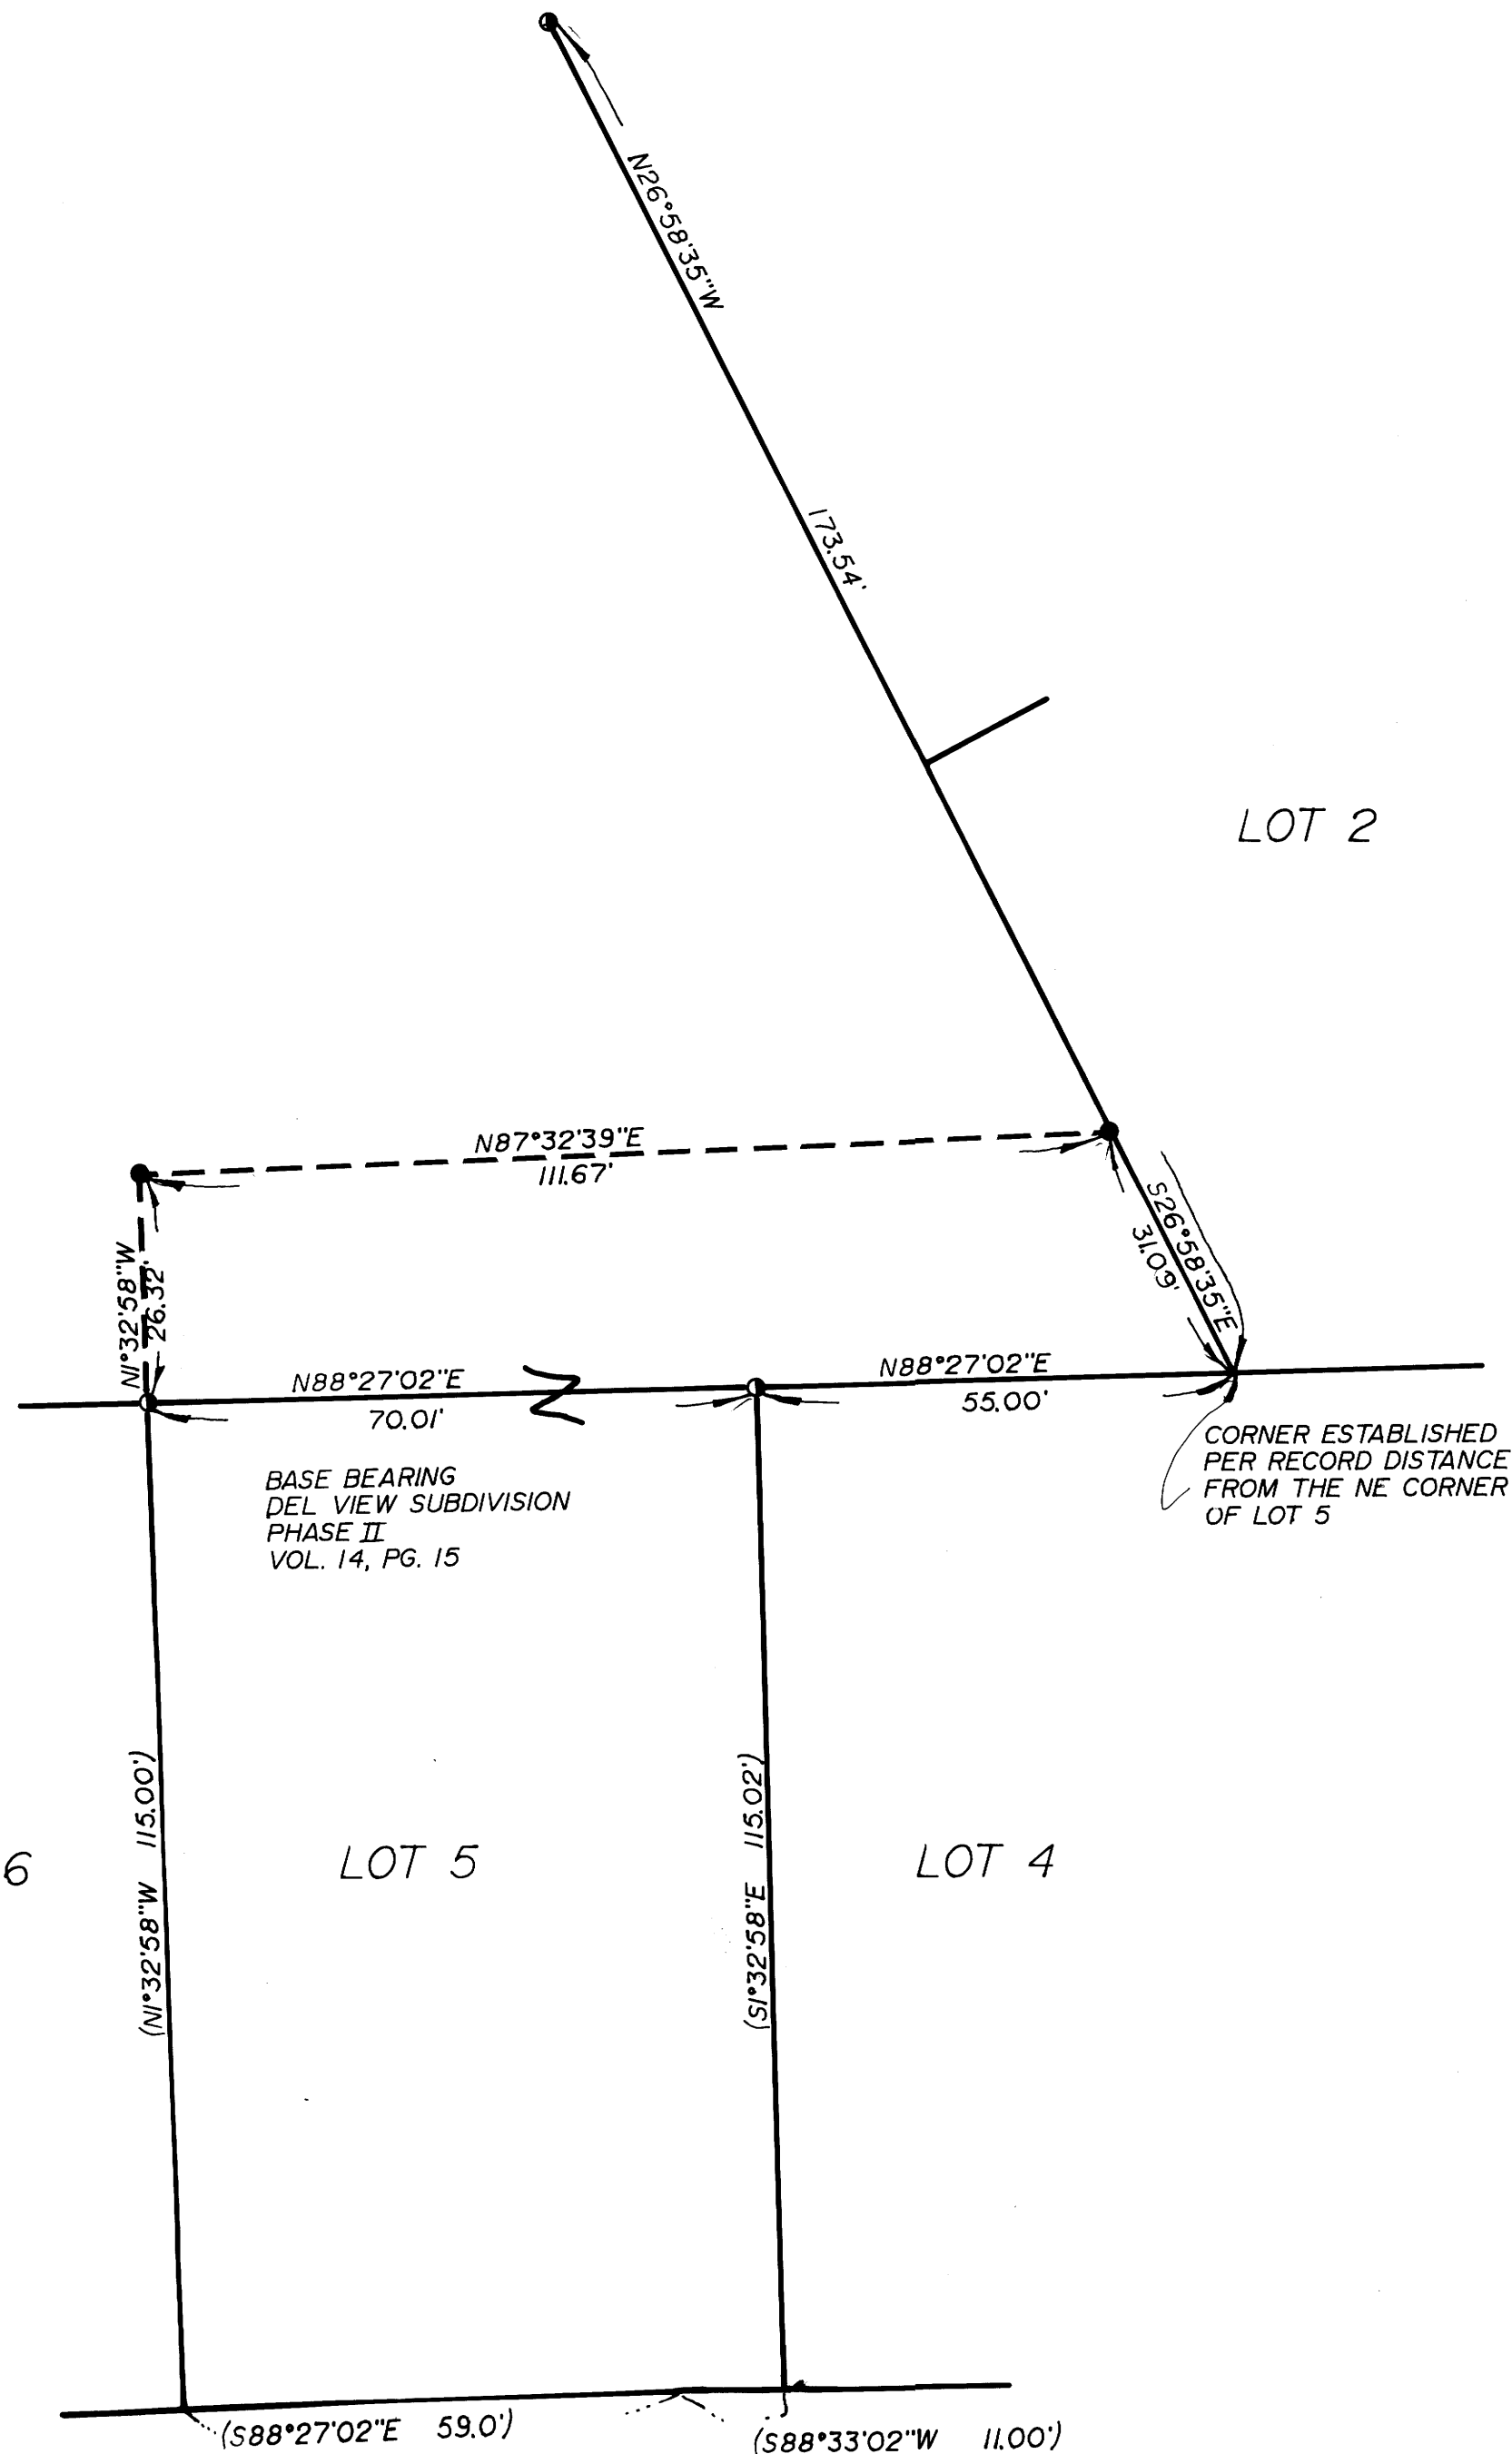 N26°58'35"W
173.54'
LOT 2
N87°32'39"E
111.67'
S26°58'35"E
31.09'
N1°32'58"W
26.32'
N88°27'02"E
70.01'
N88°27'02"E
55.00'
CORNER ESTABLISHED
PER RECORD DISTANCE
FROM THE NE CORNER
OF LOT 5
BASE BEARING
DEL VIEW SUBDIVISION
PHASE II
VOL. 14, PG. 15
(N1°32'58"W 115.00')
(S1°32'58"E 115.02')
6
LOT 5
LOT 4
(S88°27'02"E 59.0')
(S88°33'02"W 11.00')